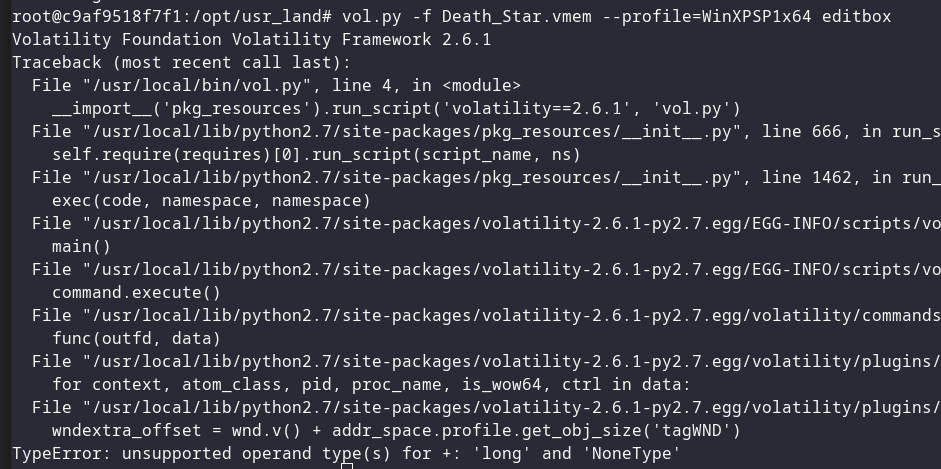 root@c9af9518f7f1:/opt/usr_land# vol.py -f Death_Star.vmem --profile=WinXPSP1x64 editbox
Volatility Foundation Volatility Framework 2.6.1
Traceback (most recent call last):
  File "/usr/local/bin/vol.py", line 4, in <module>
    __import__('pkg_resources').run_script('volatility==2.6.1', 'vol.py')
  File "/usr/local/lib/python2.7/site-packages/pkg_resources/__init__.py", line 666, in run_s
    self.require(requires)[0].run_script(script_name, ns)
  File "/usr/local/lib/python2.7/site-packages/pkg_resources/__init__.py", line 1462, in run_
    exec(code, namespace, namespace)
  File "/usr/local/lib/python2.7/site-packages/volatility-2.6.1-py2.7.egg/EGG-INFO/scripts/vo
    main()
  File "/usr/local/lib/python2.7/site-packages/volatility-2.6.1-py2.7.egg/EGG-INFO/scripts/vo
    command.execute()
  File "/usr/local/lib/python2.7/site-packages/volatility-2.6.1-py2.7.egg/volatility/commands
    func(outfd, data)
  File "/usr/local/lib/python2.7/site-packages/volatility-2.6.1-py2.7.egg/volatility/plugins/
    for context, atom_class, pid, proc_name, is_wow64, ctrl in data:
  File "/usr/local/lib/python2.7/site-packages/volatility-2.6.1-py2.7.egg/volatility/plugins/
    wndextra_offset = wnd.v() + addr_space.profile.get_obj_size('tagWND')
TypeError: unsupported operand type(s) for +: 'long' and 'NoneType'